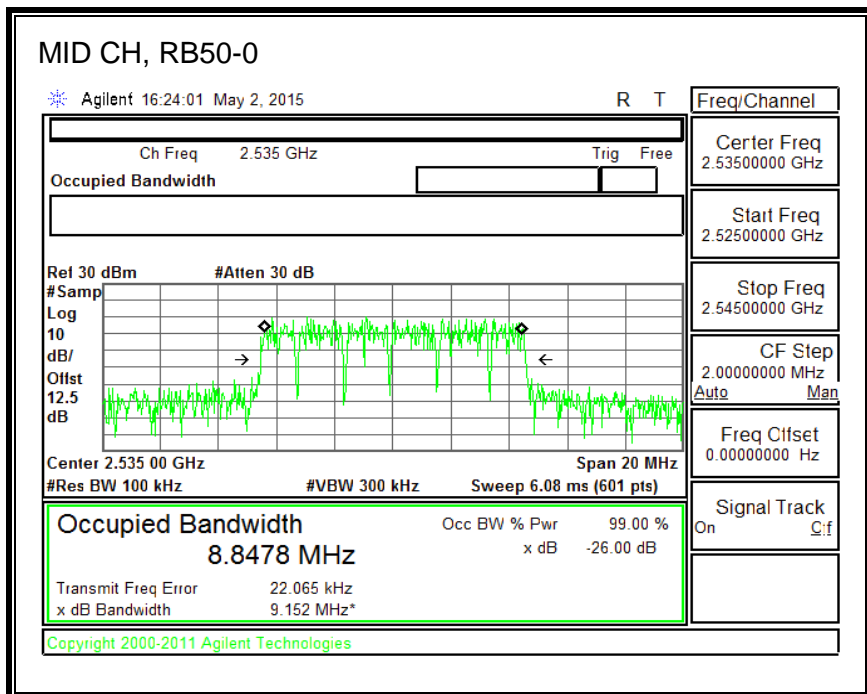 MID CH, RB50-0
Agilent 16:24:01 May 2, 2015 R T
Freq/Channel
Ch Freq 2.535 GHz Trig Free
Occupied Bandwidth
Center Freq
2.53500000 GHz
Start Freq
2.52500000 GHz
Stop Freq
2.54500000 GHz
CF Step
2.00000000 MHz
Auto Man
Freq Offset
0.00000000 Hz
Signal Track
On Off
Ref 30 dBm #Atten 30 dB
#Samp
Log
10
dB/
Offst
12.5
dB
Center 2.535 00 GHz Span 20 MHz
#Res BW 100 kHz #VBW 300 kHz Sweep 6.08 ms (601 pts)
Occupied Bandwidth Occ BW % Pwr 99.00 %
8.8478 MHz x dB -26.00 dB
Transmit Freq Error 22.065 kHz
x dB Bandwidth 9.152 MHz*
Copyright 2000-2011 Agilent Technologies